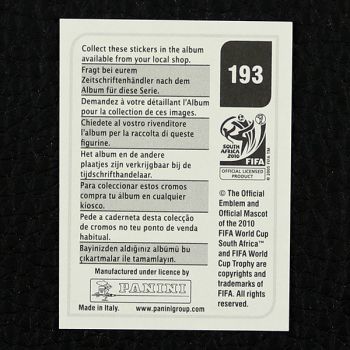 Collect these stickers in the album
available from your local shop.
Fragt bei eurem
Zeitschriftenhändler nach dem
Album für diese Serie.
Demandez à votre détaillant l'Album
pour la collection de ces images.
Chiedete al vostro rivenditore
l'album per la raccolta di queste
figurine.
Het album en de andere
plaatjes zijn verkrijgbaar bij de
tijdschrifthandelaar.
Para coleccionar estos cromos
compra tu álbum en cualquier
kiosco.
Pede a caderneta desta colecção
de cromos no teu ponto de venda
habitual.
Bayinizden aldığınız albümü bu
çıkartmalar ile tamamlayın.
Manufactured under licence by
PANINI
Made in Italy. www.paninigroup.com
193
SOUTH AFRICA
2010
FIFA
© 2005 FIFA TM
OFFICIAL LICENSED
PRODUCT
© The Official
Emblem and
Official Mascot
of the 2010
FIFA World Cup
South Africa™
and FIFA World
Cup Trophy are
copyrights and
trademarks of
FIFA. All rights
reserved.